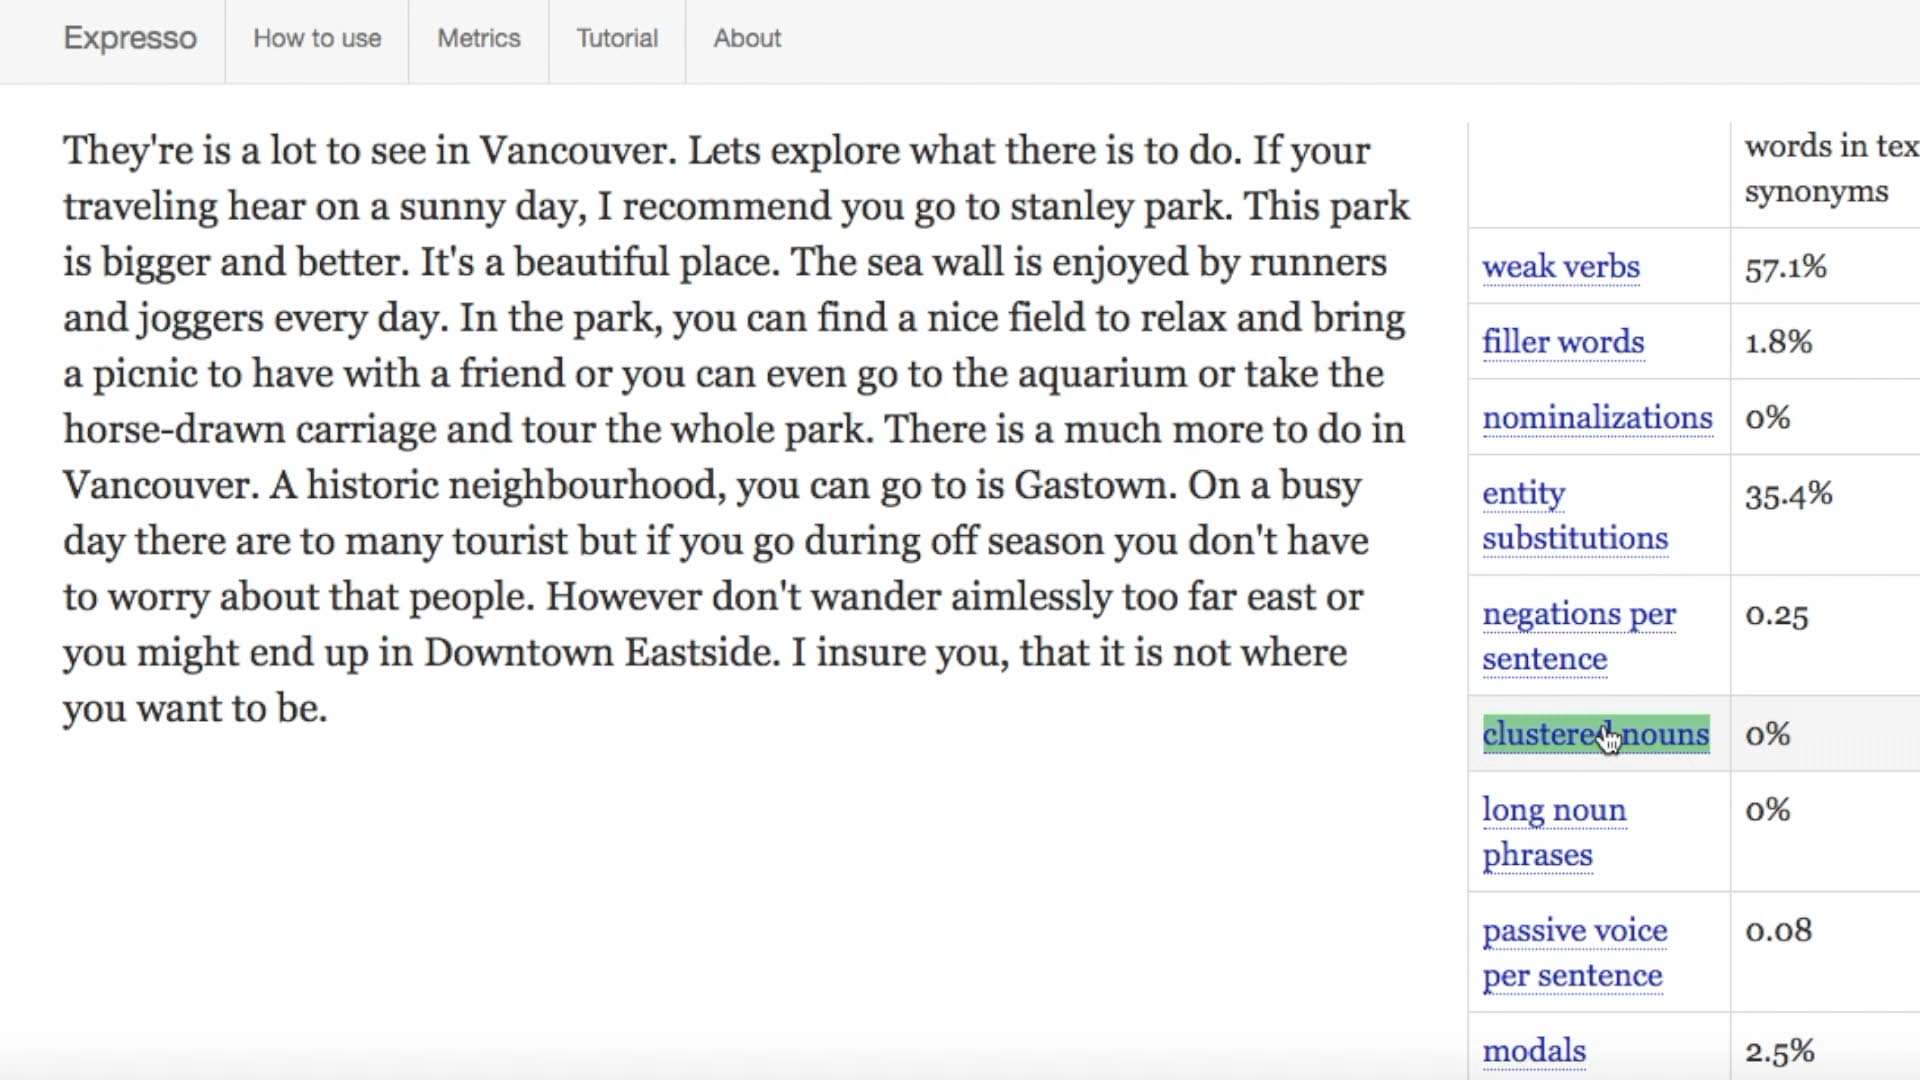 Expresso How to use Metrics Tutorial About
They're is a lot to see in Vancouver. Lets explore what there is to do. If your
traveling hear on a sunny day, I recommend you go to stanley park. This park
is bigger and better. It's a beautiful place. The sea wall is enjoyed by runners
and joggers every day. In the park, you can find a nice field to relax and bring
a picnic to have with a friend or you can even go to the aquarium or take the
horse-drawn carriage and tour the whole park. There is a much more to do in
Vancouver. A historic neighbourhood, you can go to is Gastown. On a busy
day there are to many tourist but if you go during off season you don't have
to worry about that people. However don't wander aimlessly too far east or
you might end up in Downtown Eastside. I insure you, that it is not where
you want to be.
words in tex
synonyms
weak verbs 57.1%
filler words 1.8%
nominalizations 0%
entity 35.4%
substitutions
negations per 0.25
sentence
clustered nouns 0%
long noun 0%
phrases
passive voice 0.08
per sentence
modals 2.5%